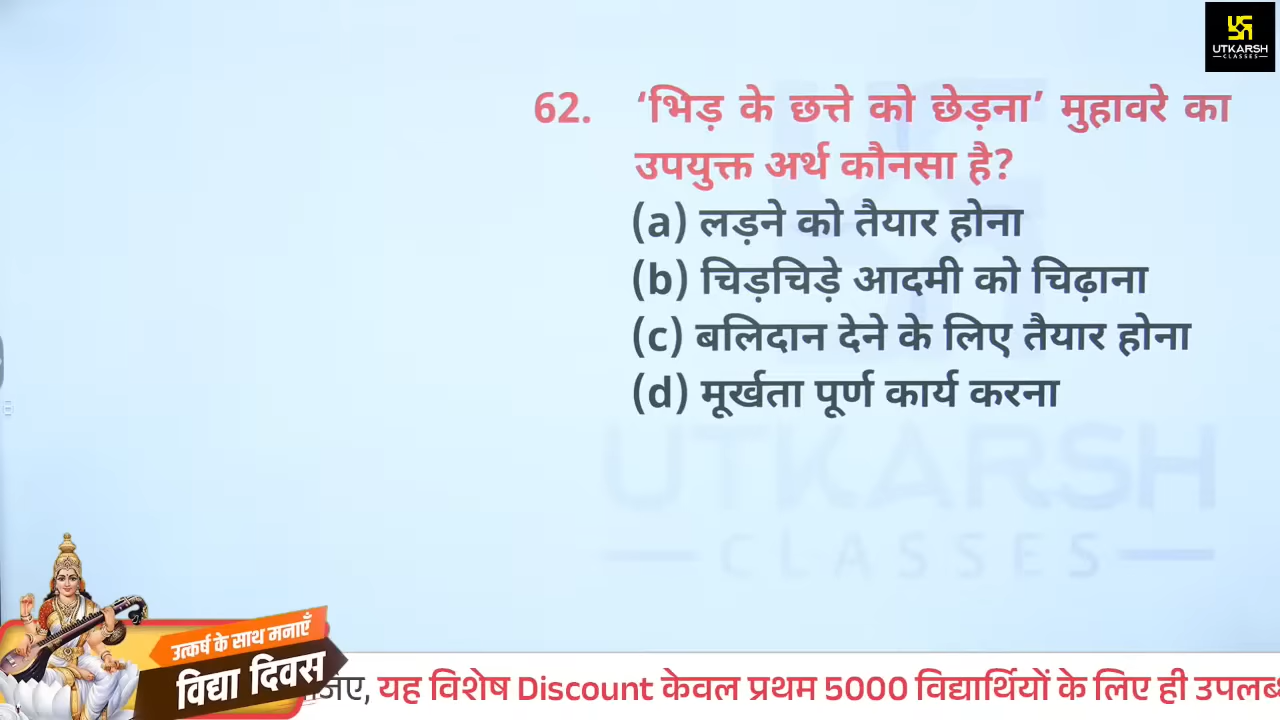 UTKARSH
CLASSES
62. ‘भिड़ के छत्ते को छेड़ना’ मुहावरे का
उपयुक्त अर्थ कौनसा है?
(a) लड़ने को तैयार होना
(b) चिड़चिड़े आदमी को चिढ़ाना
(c) बलिदान देने के लिए तैयार होना
(d) मूर्खता पूर्ण कार्य करना
UTKARSH
CLASSES
उत्कर्ष के साथ मनाएँ
विद्या दिवस
यह विशेष Discount केवल प्रथम 5000 विद्यार्थियों के लिए ही